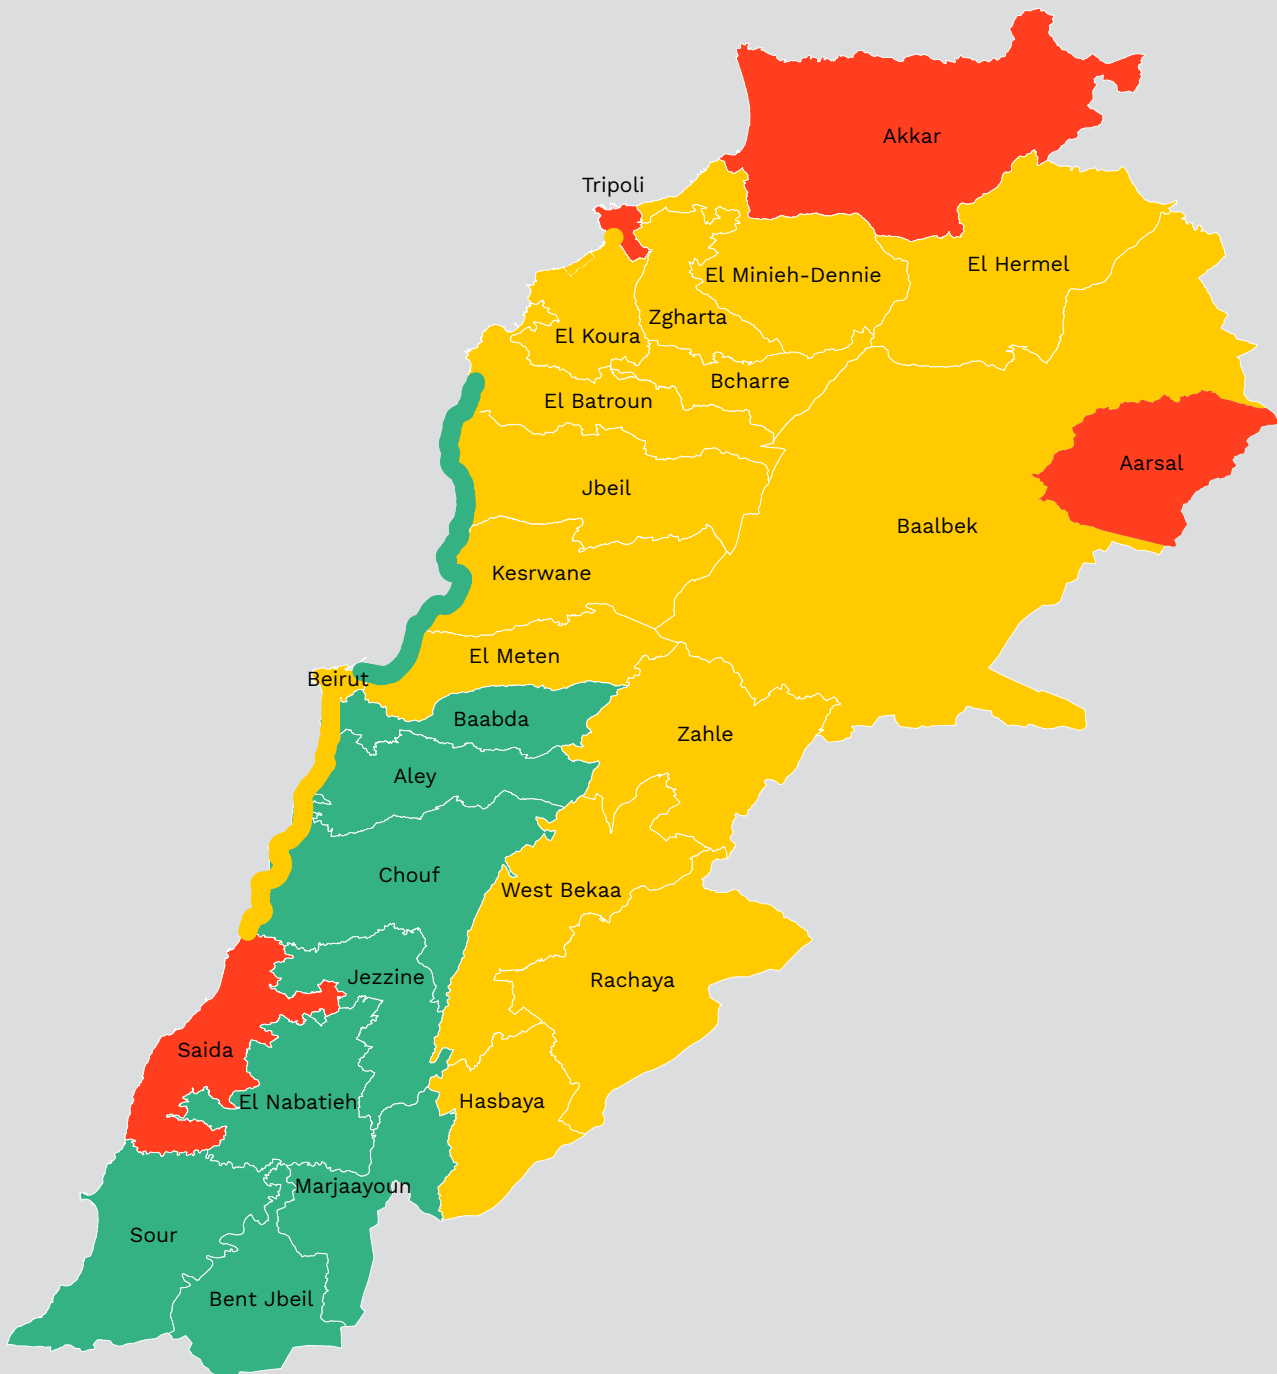 Akkar
Tripoli
El Hermel
El Minieh-Dennie
Zgharta
El Koura
Bcharre
El Batroun
Aarsal
Jbeil
Baalbek
Kesrwane
El Meten
Beirut
Baabda
Zahle
Aley
Chouf
West Bekaa
Jezzine
Rachaya
Saida
El Nabatieh
Hasbaya
Marjaayoun
Sour
Bent Jbeil